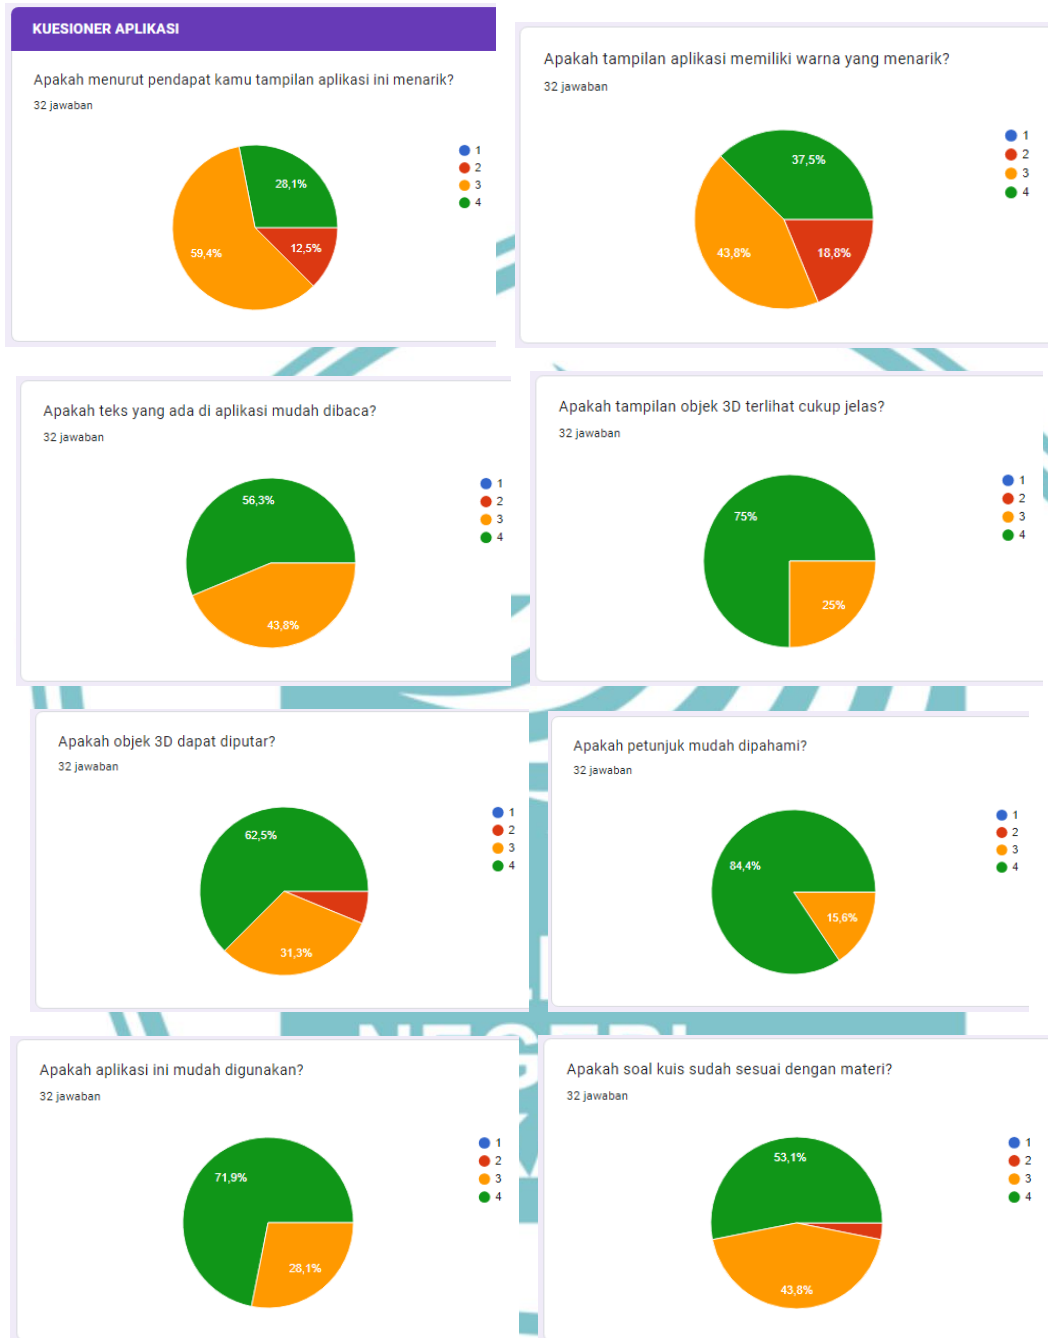 KUESIONER APLIKASI
Apakah menurut pendapat kamu tampilan aplikasi ini menarik?
32 jawaban
28,1%
59,4%
12,5%
1
2
3
4
Apakah tampilan aplikasi memiliki warna yang menarik?
32 jawaban
37,5%
43,8%
18,8%
1
2
3
4
Apakah teks yang ada di aplikasi mudah dibaca?
32 jawaban
56,3%
43,8%
1
2
3
4
Apakah tampilan objek 3D terlihat cukup jelas?
32 jawaban
75%
25%
1
2
3
4
Apakah objek 3D dapat diputar?
32 jawaban
62,5%
31,3%
1
2
3
4
Apakah petunjuk mudah dipahami?
32 jawaban
84,4%
15,6%
1
2
3
4
Apakah aplikasi ini mudah digunakan?
32 jawaban
71,9%
28,1%
1
2
3
4
Apakah soal kuis sudah sesuai dengan materi?
32 jawaban
53,1%
43,8%
1
2
3
4